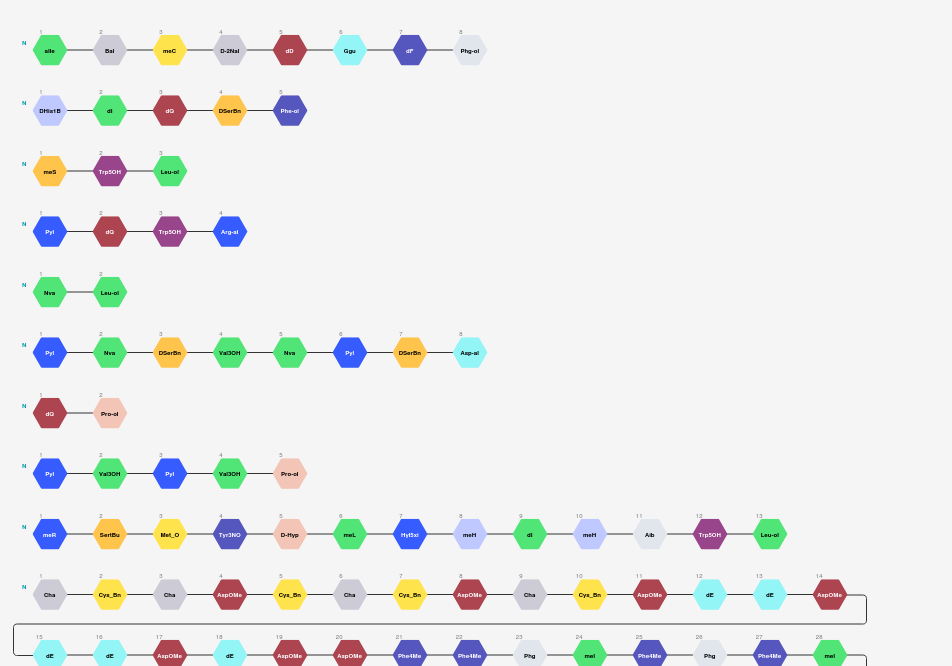 1 2 3 4 5 6 7 8
N aIle Bal meC D-2Nal dD Ggu dF Phg-ol
1 2 3 4 5
N DHis1B dI dQ DSerBn Phe-ol
1 2 3
N meS Trp5OH Leu-ol
1 2 3 4
N Pyl dQ Trp5OH Arg-al
1 2
N Nva Leu-ol
1 2 3 4 5 6 7 8
N Pyl Nva DSerBn Val3OH Nva Pyl DSerBn Asp-al
1 2
N dQ Pro-ol
1 2 3 4 5
N Pyl Val3OH Pyl Val3OH Pro-ol
1 2 3 4 5 6 7 8 9 10 11 12 13
N meR SertBu Met_O Tyr3NO D-Hyp meL Hyl5xi meH dI meH Aib Trp5OH Leu-ol
1 2 3 4 5 6 7 8 9 10 11 12 13 14
N Cha Cys_Bn Cha AspOMe Cys_Bn Cha Cys_Bn AspOMe Cha Cys_Bn AspOMe dE dE AspOMe
15 16 17 18 19 20 21 22 23 24 25 26 27 28
dE dE AspOMe dE AspOMe AspOMe Phe4Me Phe4Me Phg meI Phe4Me Phg Phe4Me meI